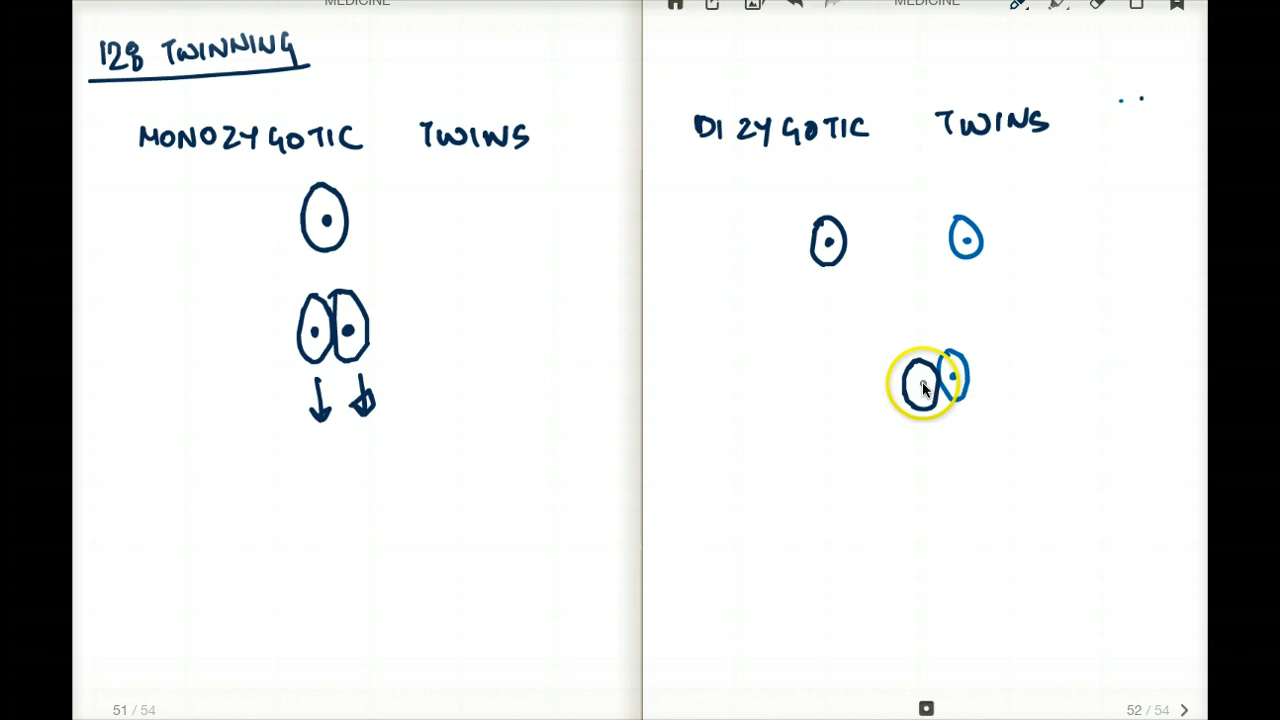 MEDICINE
128 TWINNING
MONOZYGOTIC TWINS
51 / 54
MEDICINE
DIZYGOTIC TWINS
52 / 54